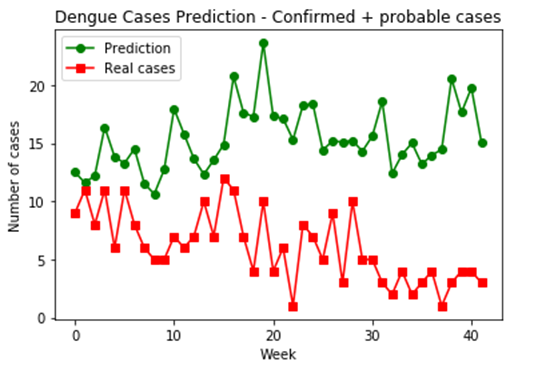 Dengue Cases Prediction - Confirmed + probable cases
Prediction
Real cases
Number of cases
20
15
10
5
0
0 10 20 30 40
Week